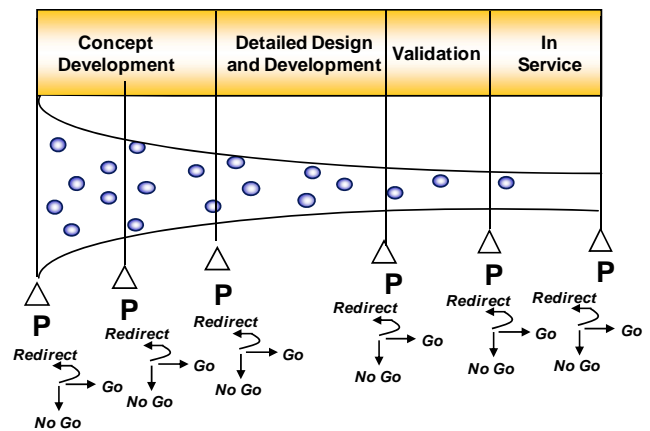 Concept
Development
Detailed Design
and Development
Validation
In
Service
P
Redirect
Go
No Go
P
Redirect
Go
No Go
P
Redirect
Go
No Go
P
Redirect
Go
No Go
P
Redirect
Go
No Go
P
Redirect
Go
No Go